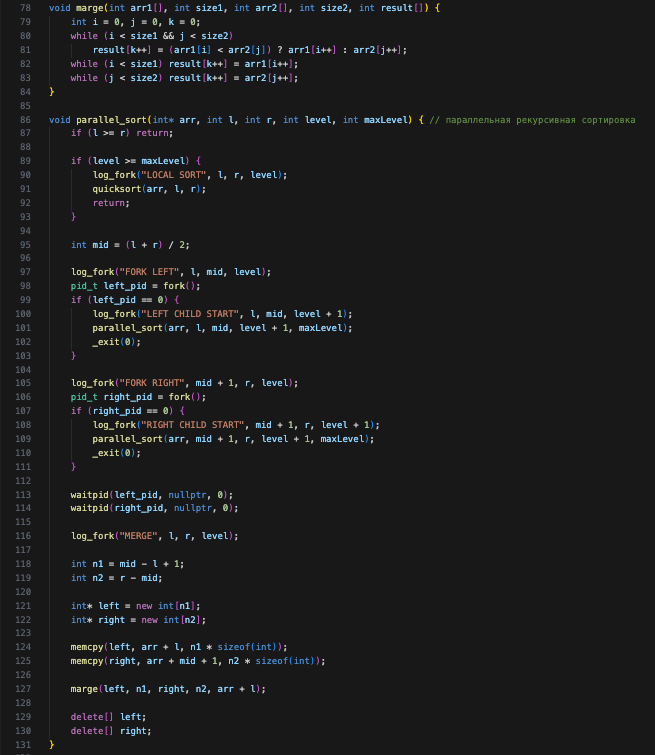 78 void marge(int arr1[], int size1, int arr2[], int size2, int result[]) {
79     int i = 0, j = 0, k = 0;
80     while (i < size1 && j < size2)
81         result[k++] = (arr1[i] < arr2[j]) ? arr1[i++] : arr2[j++];
82     while (i < size1) result[k++] = arr1[i++];
83     while (j < size2) result[k++] = arr2[j++];
84 }
85
86 void parallel_sort(int* arr, int l, int r, int level, int maxLevel) { // параллельная рекурсивная сортировка
87     if (l >= r) return;
88
89     if (level >= maxLevel) {
90         log_fork("LOCAL SORT", l, r, level);
91         quicksort(arr, l, r);
92         return;
93     }
94
95     int mid = (l + r) / 2;
96
97     log_fork("FORK LEFT", l, mid, level);
98     pid_t left_pid = fork();
99     if (left_pid == 0) {
100         log_fork("LEFT CHILD START", l, mid, level + 1);
101         parallel_sort(arr, l, mid, level + 1, maxLevel);
102         _exit(0);
103     }
104
105     log_fork("FORK RIGHT", mid + 1, r, level);
106     pid_t right_pid = fork();
107     if (right_pid == 0) {
108         log_fork("RIGHT CHILD START", mid + 1, r, level + 1);
109         parallel_sort(arr, mid + 1, r, level + 1, maxLevel);
110         _exit(0);
111     }
112
113     waitpid(left_pid, nullptr, 0);
114     waitpid(right_pid, nullptr, 0);
115
116     log_fork("MERGE", l, r, level);
117
118     int n1 = mid - l + 1;
119     int n2 = r - mid;
120
121     int* left = new int[n1];
122     int* right = new int[n2];
123
124     memcpy(left, arr + l, n1 * sizeof(int));
125     memcpy(right, arr + mid + 1, n2 * sizeof(int));
126
127     marge(left, n1, right, n2, arr + l);
128
129     delete[] left;
130     delete[] right;
131 }